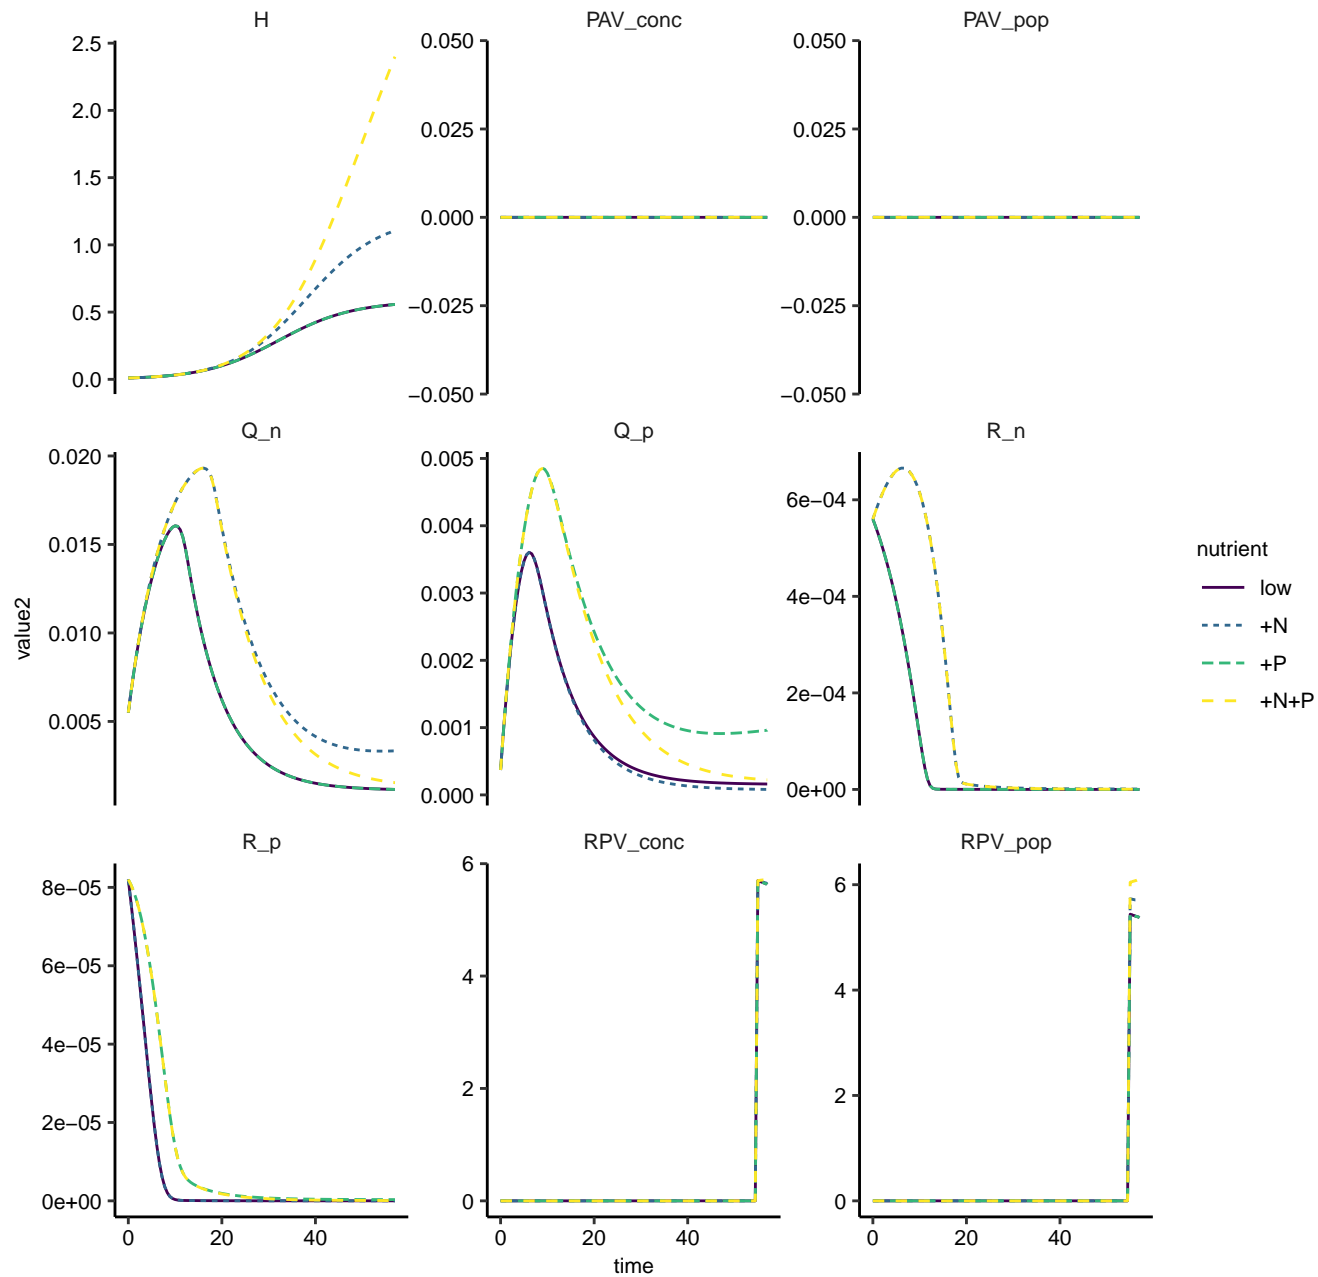 H
PAV_conc
PAV_pop
2.5
2.0
1.5
1.0
0.5
0.0
0.050
0.025
0.000
−0.025
−0.050
0.050
0.025
0.000
−0.025
−0.050
Q_n
Q_p
R_n
0.020
0.015
0.010
0.005
0.005
0.004
0.003
0.002
0.001
0.000
6e−04
4e−04
2e−04
0e+00
R_p
RPV_conc
RPV_pop
8e−05
6e−05
4e−05
2e−05
0e+00
6
4
2
0
6
4
2
0
0 20 40
0 20 40
0 20 40
time
value2
nutrient
low
+N
+P
+N+P